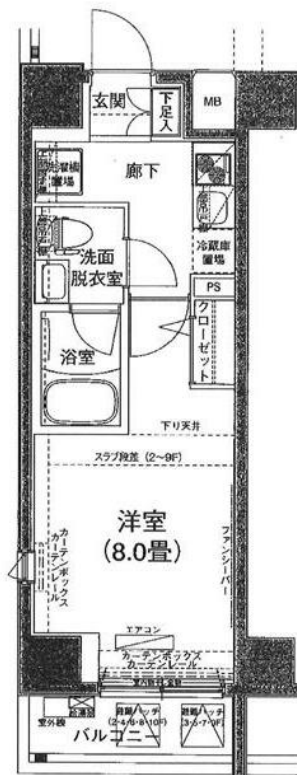 玄関
下足入
MB
廊下
洗濯機
置場
冷蔵庫
置場
洗面
脱衣室
PS
クローゼット
浴室
下り天井
スラブ段差(2~9F)
洋室
(8.0畳)
カーテンボックス
カーテンレール
ファンシーバー
エアコン
カーテンボックス
カーテンレール
避難ハッチ
(2・4・6・8・10F)
避難ハッチ
(3・5・7・9F)
室外機
バルコニー